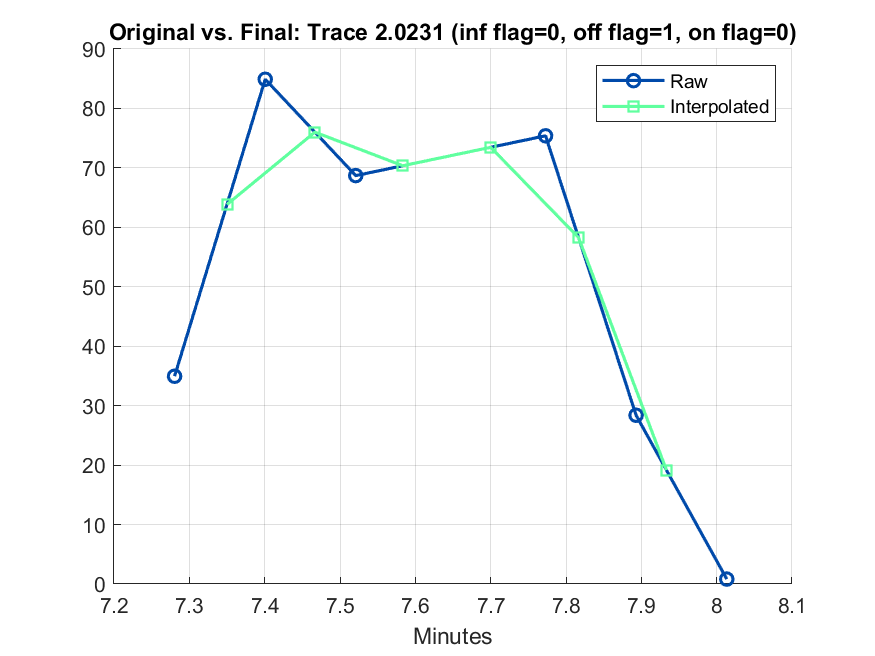 Original vs. Final: Trace 2.0231 (inf flag=0, off flag=1, on flag=0)
90
80
70
60
50
40
30
20
10
0
Raw
Interpolated
7.2 7.3 7.4 7.5 7.6 7.7 7.8 7.9 8 8.1
Minutes